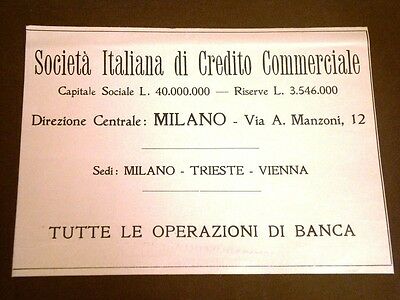 Società Italiana di Credito Commerciale
Capitale Sociale L. 40.000.000 — Riserve L. 3.546.000
Direzione Centrale: MILANO - Via A. Manzoni, 12
Sedi: MILANO - TRIESTE - VIENNA
TUTTE LE OPERAZIONI DI BANCA